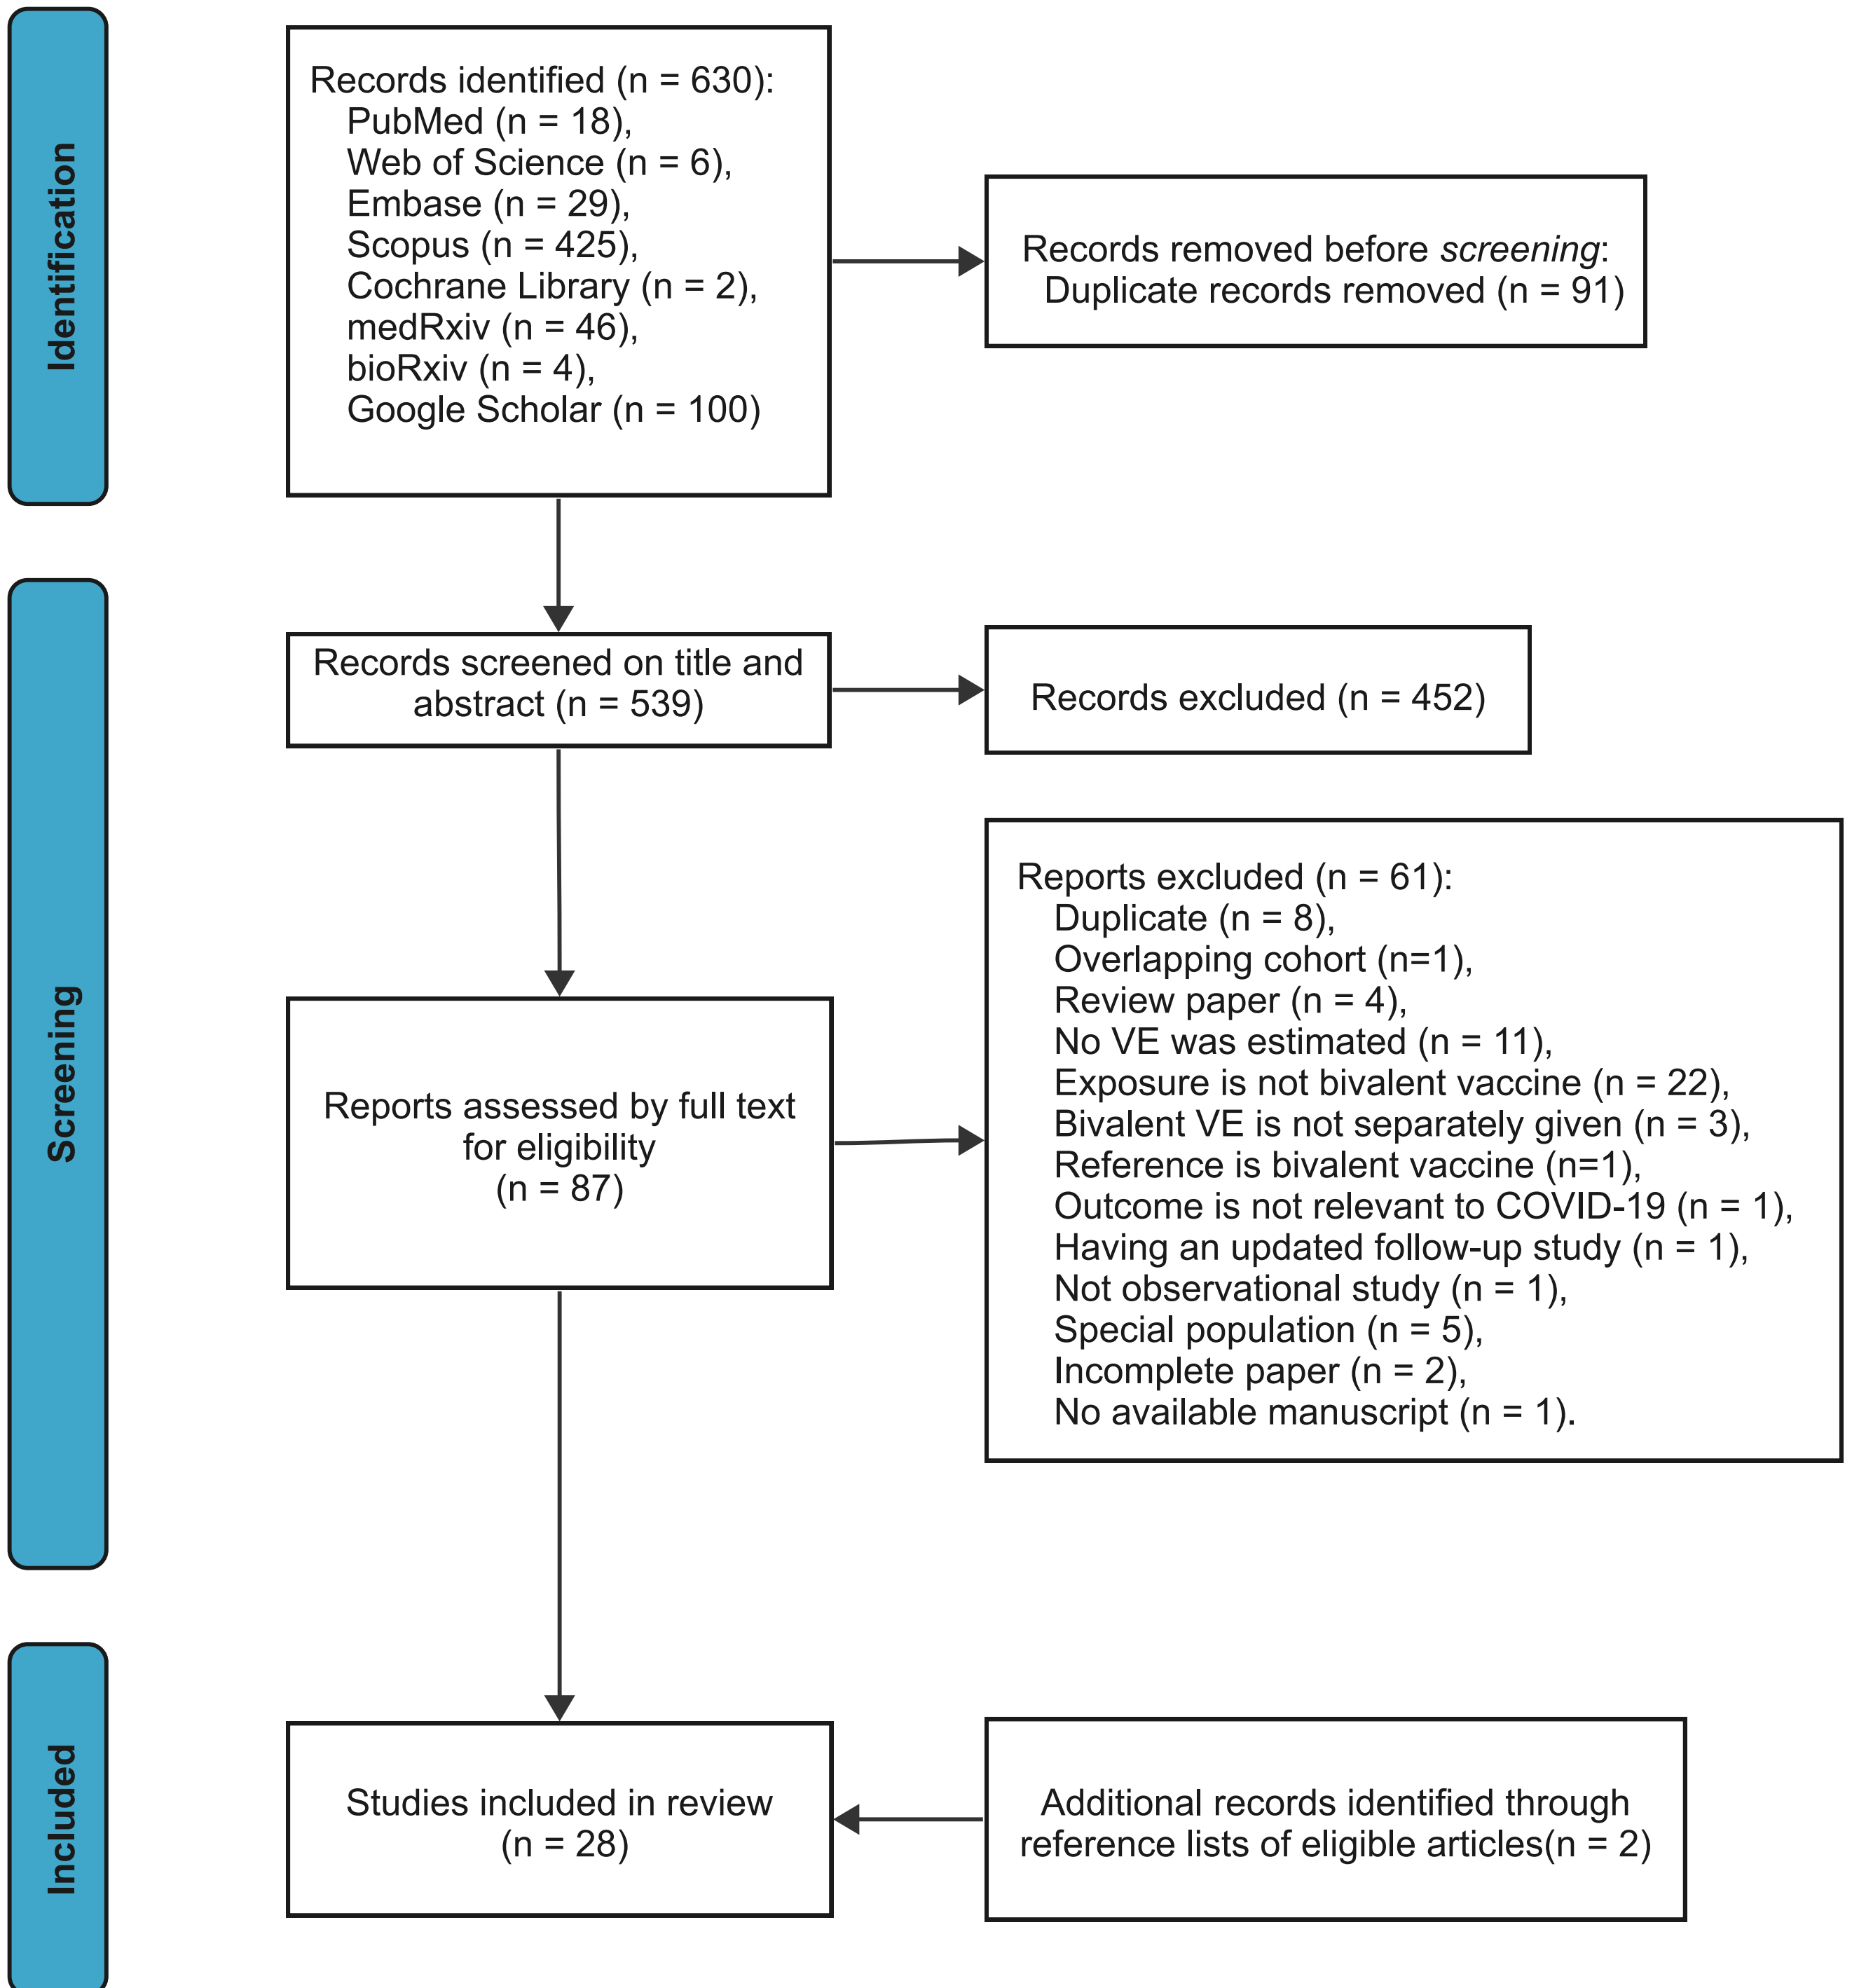 Identification
Records identified (n = 630):
PubMed (n = 18),
Web of Science (n = 6),
Embase (n = 29),
Scopus (n = 425),
Cochrane Library (n = 2),
medRxiv (n = 46),
bioRxiv (n = 4),
Google Scholar (n = 100)
Records removed before screening:
Duplicate records removed (n = 91)
Screening
Records screened on title and
abstract (n = 539)
Records excluded (n = 452)
Reports assessed by full text
for eligibility
(n = 87)
Reports excluded (n = 61):
Duplicate (n = 8),
Overlapping cohort (n=1),
Review paper (n = 4),
No VE was estimated (n = 11),
Exposure is not bivalent vaccine (n = 22),
Bivalent VE is not separately given (n = 3),
Reference is bivalent vaccine (n=1),
Outcome is not relevant to COVID-19 (n = 1),
Having an updated follow-up study (n = 1),
Not observational study (n = 1),
Special population (n = 5),
Incomplete paper (n = 2),
No available manuscript (n = 1).
Included
Studies included in review
(n = 28)
Additional records identified through
reference lists of eligible articles(n = 2)